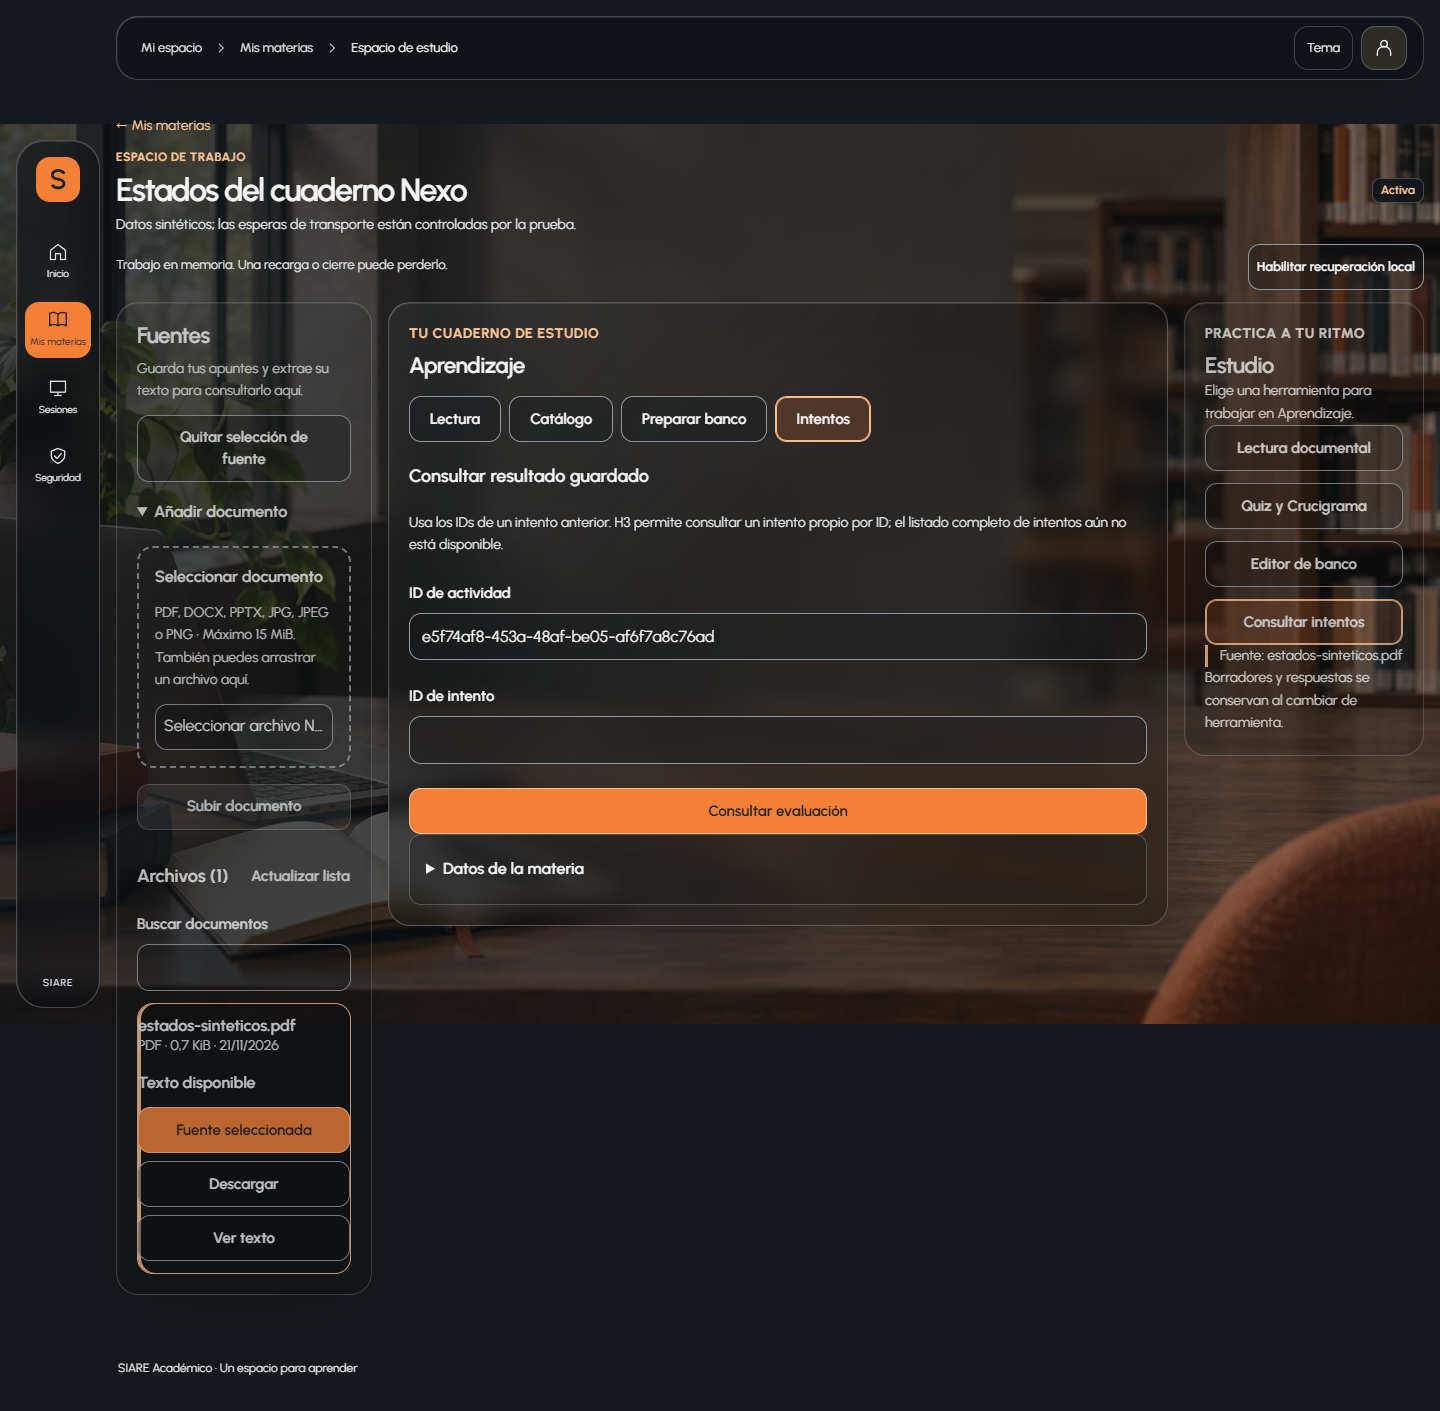 Mi espacio > Mis materias > Espacio de estudio
Tema
← Mis materias
ESPACIO DE TRABAJO
Estados del cuaderno Nexo
Activa
Datos sintéticos; las esperas de transporte están controladas por la prueba.
Trabajo en memoria. Una recarga o cierre puede perderlo.
Habilitar recuperación local
S
Inicio
Mis materias
Sesiones
Seguridad
SIARE
Fuentes
Guarda tus apuntes y extrae su
texto para consultarlo aquí.
Quitar selección de
fuente
▼ Añadir documento
Seleccionar documento
PDF, DOCX, PPTX, JPG, JPEG
o PNG · Máximo 15 MiB.
También puedes arrastrar
un archivo aquí.
Seleccionar archivo N...
Subir documento
Archivos (1)
Actualizar lista
Buscar documentos
estados-sinteticos.pdf
PDF · 0,7 KiB · 21/11/2026
Texto disponible
Fuente seleccionada
Descargar
Ver texto
TU CUADERNO DE ESTUDIO
Aprendizaje
Lectura
Catálogo
Preparar banco
Intentos
Consultar resultado guardado
Usa los IDs de un intento anterior. H3 permite consultar un intento propio por ID; el listado completo de intentos aún no
está disponible.
ID de actividad
e5f74af8-453a-48af-be05-af6f7a8c76ad
ID de intento
Consultar evaluación
▶ Datos de la materia
PRACTICA A TU RITMO
Estudio
Elige una herramienta para
trabajar en Aprendizaje.
Lectura documental
Quiz y Crucigrama
Editor de banco
Consultar intentos
Fuente: estados-sinteticos.pdf
Borradores y respuestas se
conservan al cambiar de
herramienta.
SIARE Académico · Un espacio para aprender